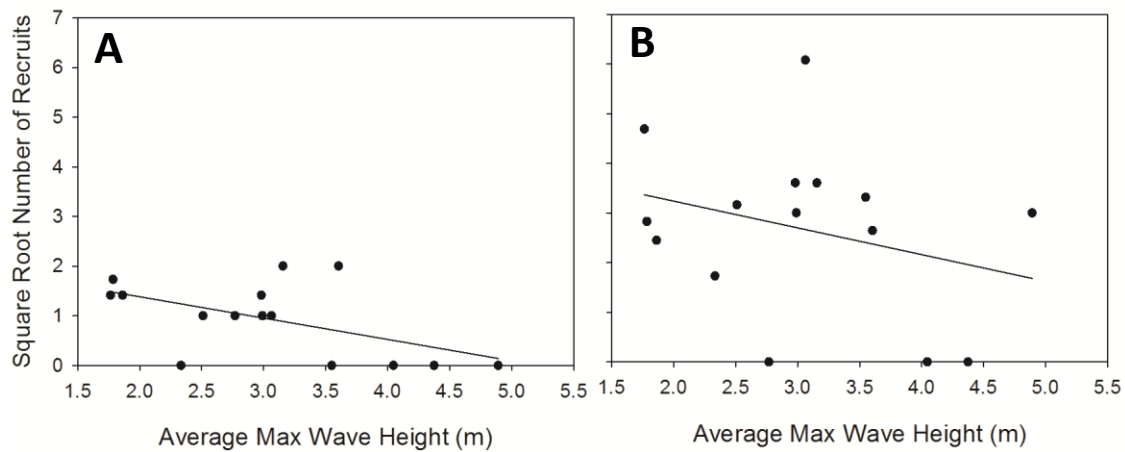 A
B
Square Root Number of Recruits
7
6
5
4
3
2
1
0
1.5 2.0 2.5 3.0 3.5 4.0 4.5 5.0 5.5
1.5 2.0 2.5 3.0 3.5 4.0 4.5 5.0 5.5
Average Max Wave Height (m)
Average Max Wave Height (m)